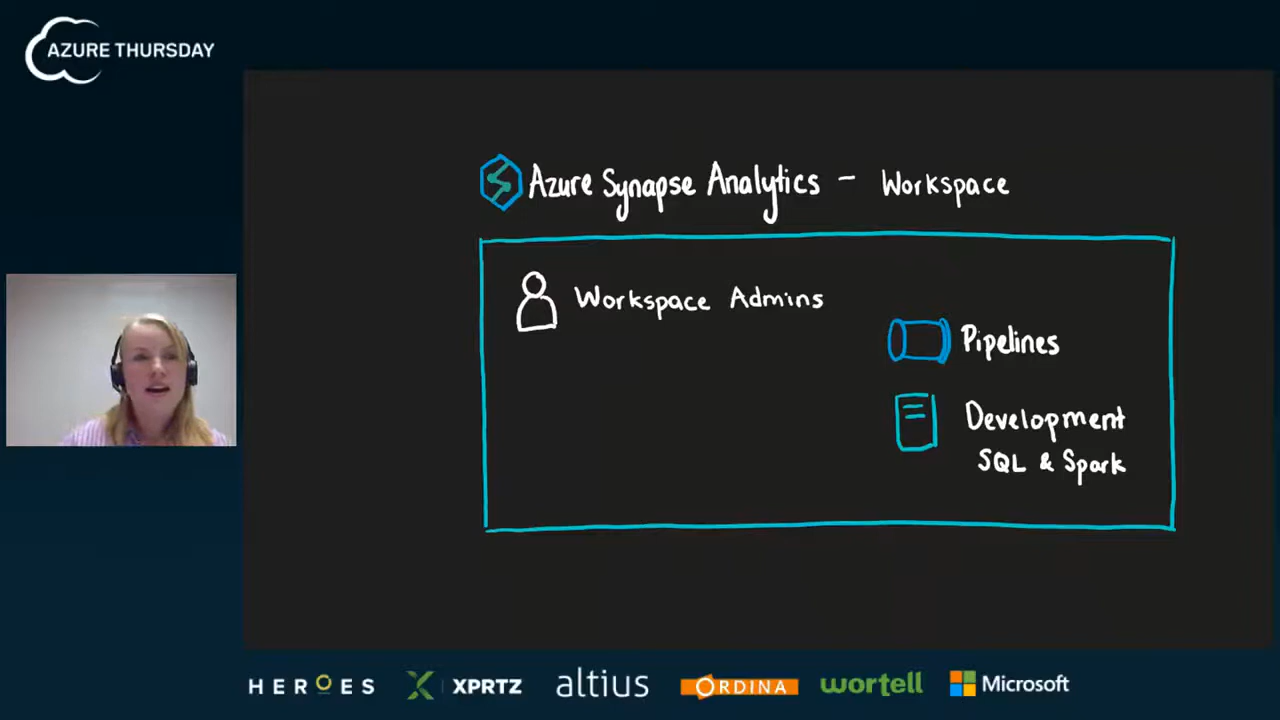 AZURE THURSDAY
Azure Synapse Analytics - Workspace
Workspace Admins
Pipelines
Development
SQL & Spark
HEROES
XPRTZ
altius
ORDINA
wortell
Microsoft